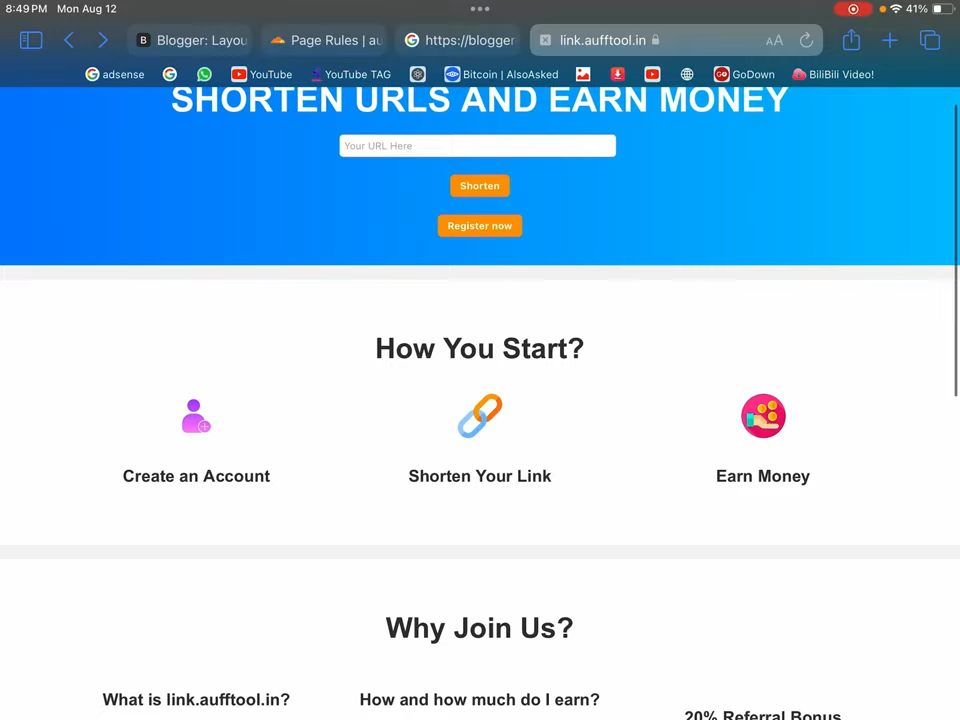 8:49 PM Mon Aug 12
41%
Blogger: Layou
Page Rules | au
https://blogger
link.aufftool.in
AA
adsense
YouTube
YouTube TAG
Bitcoin | AlsoAsked
GoDown
BiliBili Video!
SHORTEN URLS AND EARN MONEY
Your URL Here
Shorten
Register now
How You Start?
Create an Account
Shorten Your Link
Earn Money
Why Join Us?
What is link.aufftool.in?
How and how much do I earn?
20% Referral Bonus